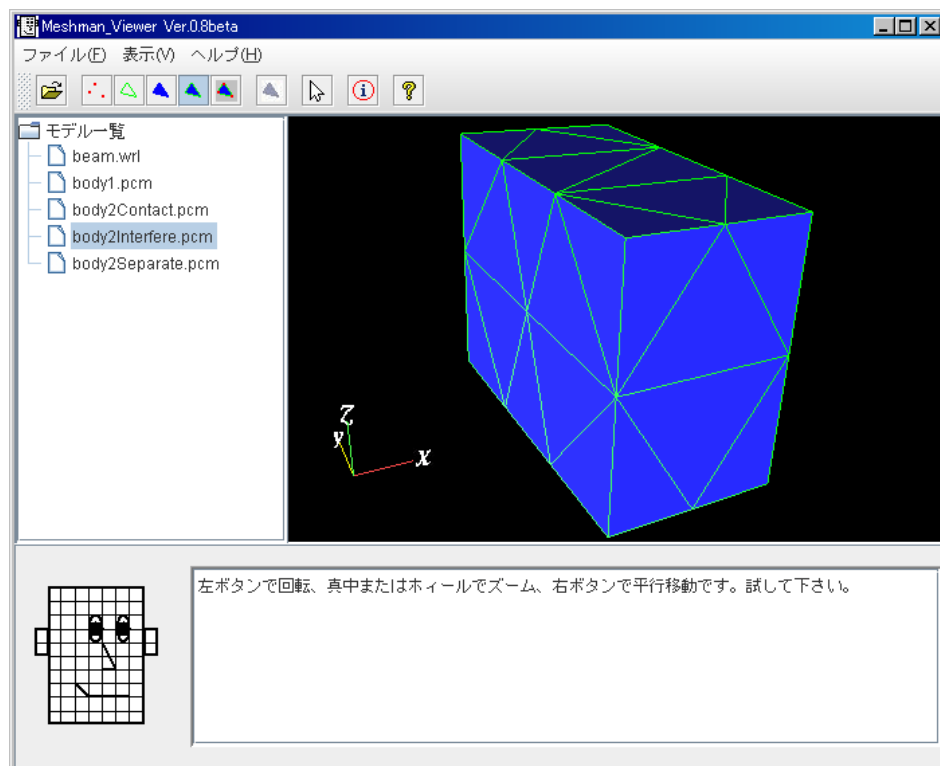 Meshman_Viewer Ver.0.8beta
ファイル(F) 表示(V) ヘルプ(H)
モデル一覧
beam.wrl
body1.pcm
body2Contact.pcm
body2Interfere.pcm
body2Separate.pcm
Z
y
x
左ボタンで回転、真中またはホィールでズーム、右ボタンで平行移動です。試して下さい。